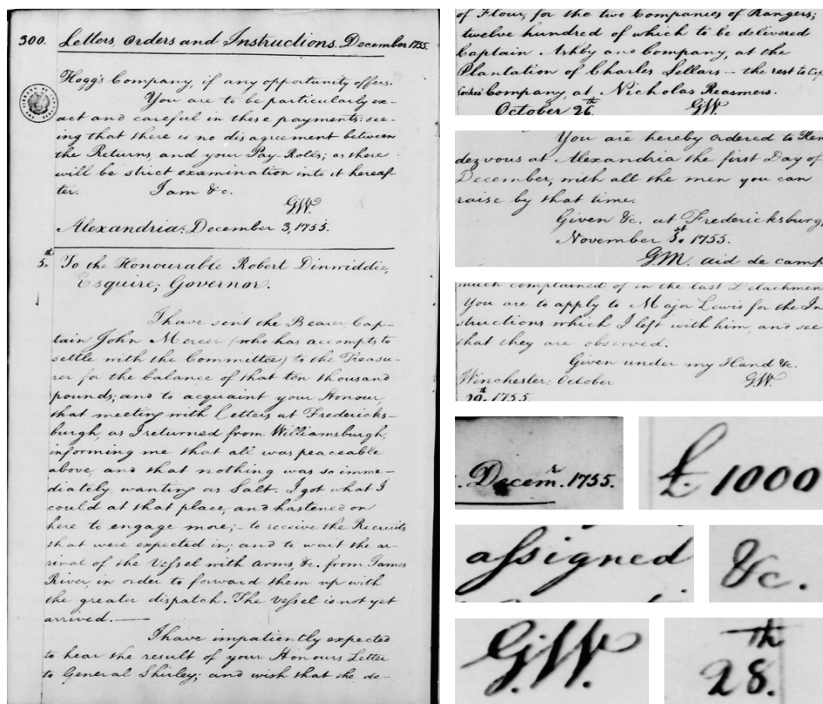 300. Letters, Orders and Instructions. December 1755.
Hogg's Company, if any opportunity offers.
You are to be particularly ex-
act and careful in these payments: see-
ing that there is no disagreement between
the Returns, and your Pay-Rolls; as there
will be strict examination into it hereaf-
ter. I am &c.
G.W.
Alexandria: December 3, 1755.
5.th To the Honourable Robert Dinwiddie,
Esquire; Governor.
I have sent the Bearer, Cap-
tain John Mercer (who has accompts to
settle with the Committee) to the Treasu-
rer for the balance of that ten thousand
pounds; and to acquaint your Honour,
that meeting with Letters at Fredericks-
burgh, as I returned from Williamsburgh,
informing me that all was peaceable
above, and that nothing was so imme-
diately wanting as Salt. I got what I
could at that place, and hastened on
here to engage more; - to receive the Recruits
that were expected in; and to wait the ar-
rival of the Vessel with arms, &c. from James
River, in order to forward them up with
the greater dispatch. The Vessel is not yet
arrived.—
I have impatiently expected
to hear the result of your Honours Letter
to General Shirley; and wish that the de-
of Flour, for the two Companies of Rangers;
twelve hundred of which to be delivered
Captain Ashby and Company, at the
Plantation of Charles Sellars — the rest to Cap
Cockes' Company, at Nicholas Reasmers.
October 26.th G.W.
You are hereby ordered to Ren
dezvous at Alexandria the first Day of
December, with all the men you can
raise by that time.
Given &c. at Fredericksburg,
November 1755.
G.M. aid de camp
much complained of in the last Detachmen
You are to apply to Major Lewis for the In
structions which I left with him, and see
that they are observed.
Given under my Hand &c.
Winchester: October G.W.
29.th 1755
. Decem.r 1755.
£ 1000
assigned
&c.
G.W.
28.th